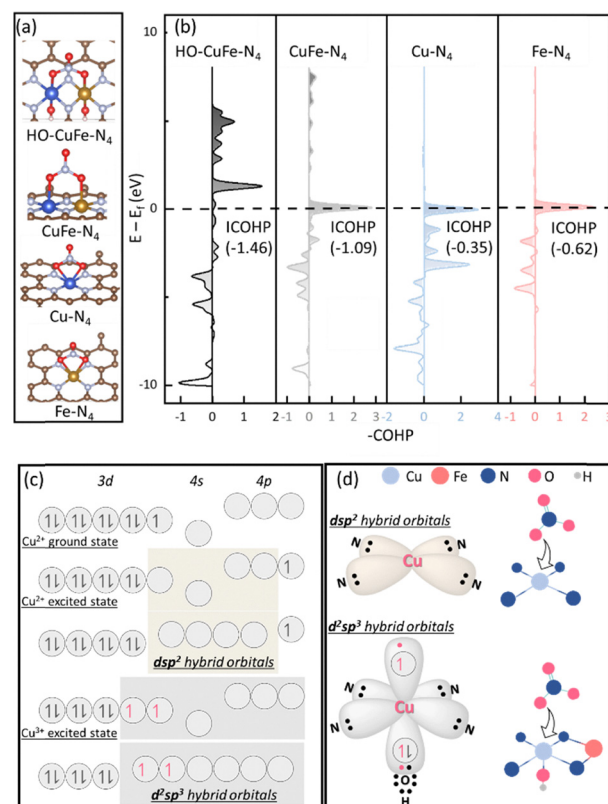 (a)
HO-CuFe-N4
CuFe-N4
Cu-N4
Fe-N4
(b)
HO-CuFe-N4 CuFe-N4 Cu-N4 Fe-N4
E − Ef (eV)
0
-10
ICOHP
(-1.46)
ICOHP
(-1.09)
ICOHP
(-0.35)
ICOHP
(-0.62)
-1 0 1 2 -1 0 1 2 3 -2 0 2 4 -1 0 1 2 3
-COHP
(c) 3d 4s 4p
Cu2+ ground state
Cu2+ excited state
dsp2 hybrid orbitals
Cu3+ excited state
d2sp3 hybrid orbitals
(d) Cu Fe N O H
dsp2 hybrid orbitals
N N
Cu
N N
d2sp3 hybrid orbitals
1
N N
Cu
N N
1⇂
O
H